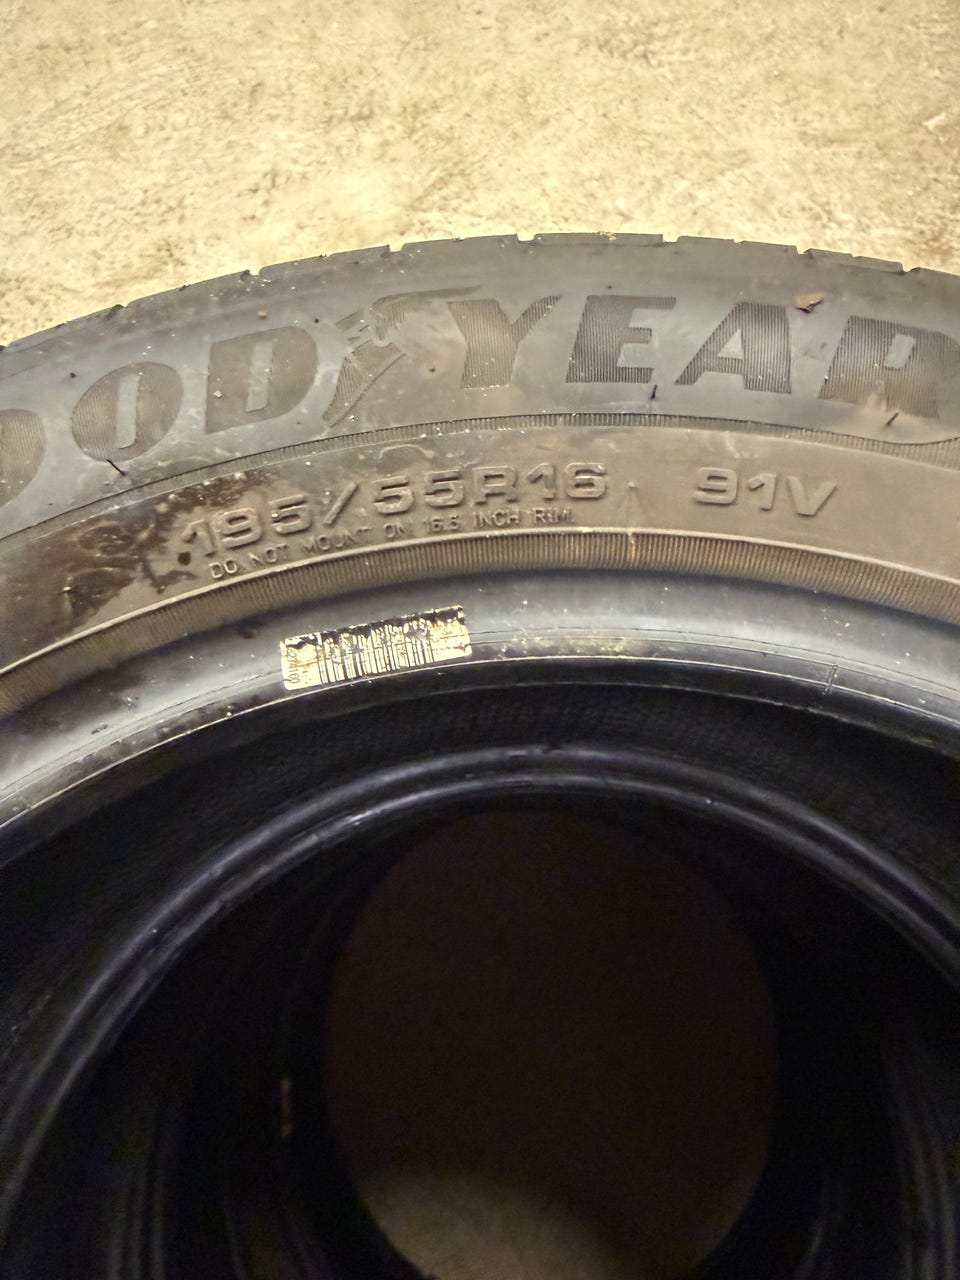 GOODYEAR
195/55R16 91V
DO NOT MOUNT ON 16.5 INCH RIM.